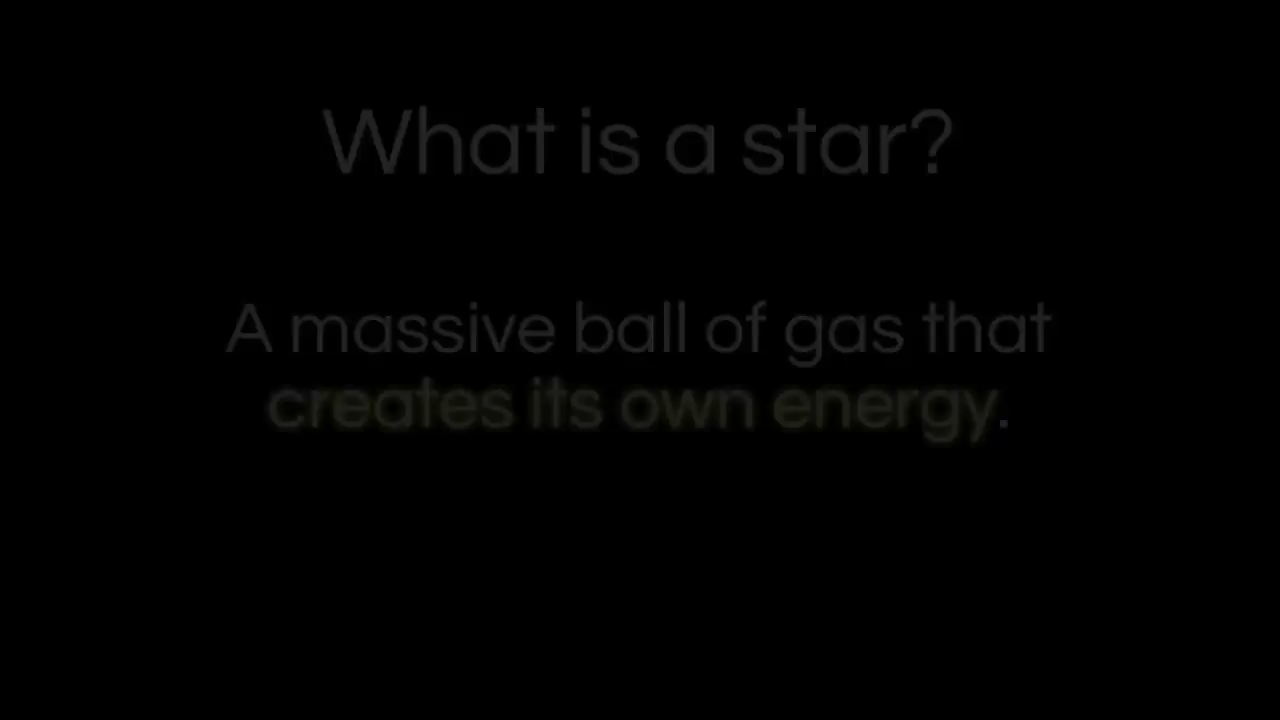 What is a star?
A massive ball of gas that
creates its own energy.